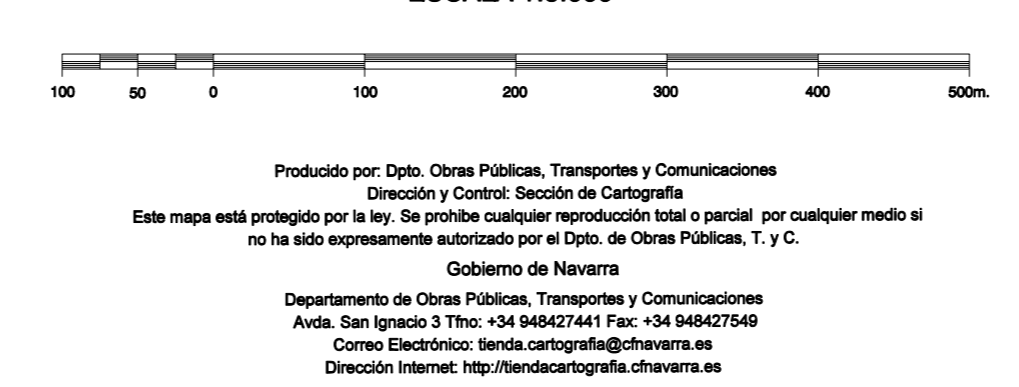 100 50 0 100 200 300 400 500m.
Producido por: Dpto. Obras Públicas, Transportes y Comunicaciones
Dirección y Control: Sección de Cartografía
Este mapa está protegido por la ley. Se prohibe cualquier reproducción total o parcial por cualquier medio si
no ha sido expresamente autorizado por el Dpto. de Obras Públicas, T. y C.
Gobierno de Navarra
Departamento de Obras Públicas, Transportes y Comunicaciones
Avda. San Ignacio 3 Tfno: +34 948427441 Fax: +34 948427549
Correo Electrónico: tienda.cartografia@cfnavarra.es
Dirección Internet: http://tiendacartografia.cfnavarra.es